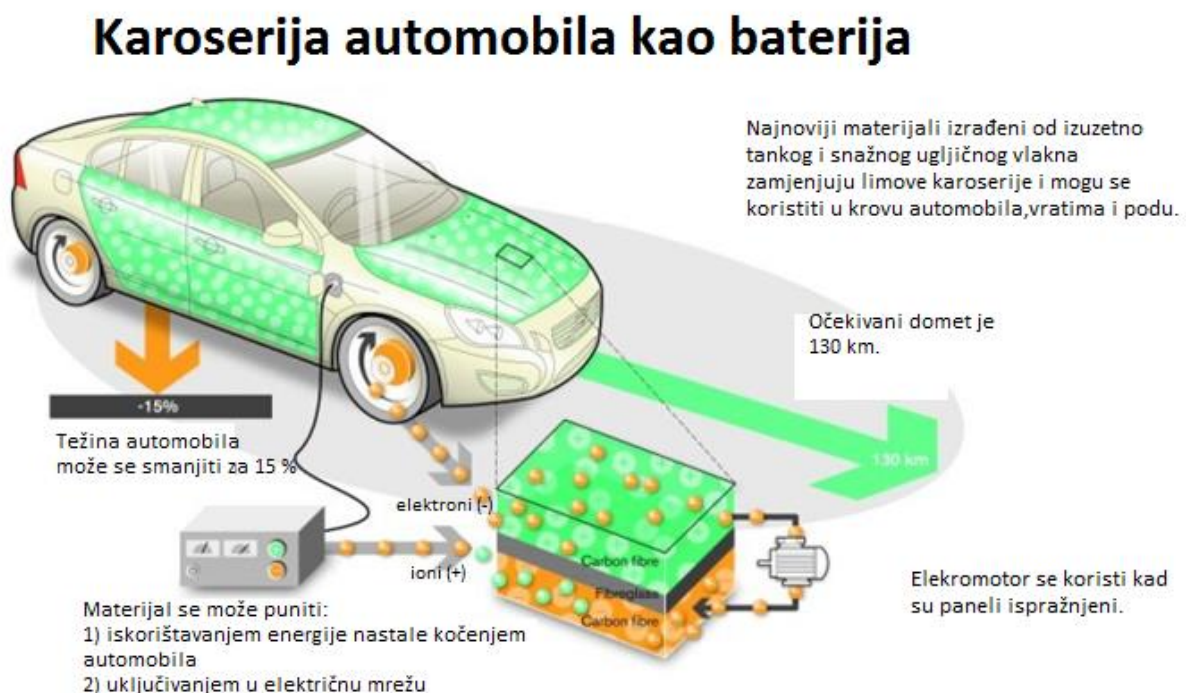 Karoserija automobila kao baterija
Najnoviji materijali izrađeni od izuzetno
tankog i snažnog ugljičnog vlakna
zamjenjuju limove karoserije i mogu se
koristiti u krovu automobila,vratima i podu.
Očekivani domet je
130 km.
-15%
Težina automobila
može se smanjiti za 15 %
130 km
elektroni (-)
ioni (+)
Carbon fibre
Fibreglass
Carbon fibre
Elekromotor se koristi kad
su paneli ispražnjeni.
Materijal se može puniti:
1) iskorištavanjem energije nastale kočenjem
automobila
2) uključivanjem u električnu mrežu